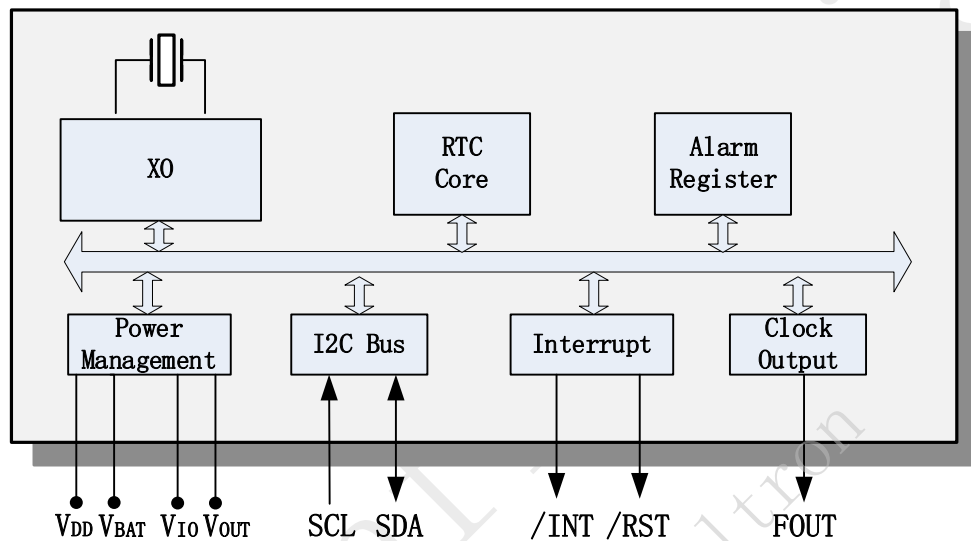 XO
RTC
Core
Alarm
Register
Power
Management
I2C Bus
Interrupt
Clock
Output
VDD VBAT VIO VOUT SCL SDA /INT /RST FOUT